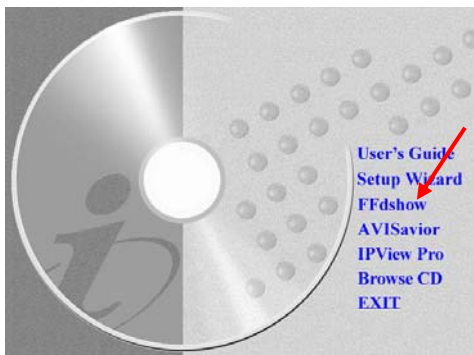 User's Guide
Setup Wizard
FFdshow
AVISavior
IPView Pro
Browse CD
EXIT